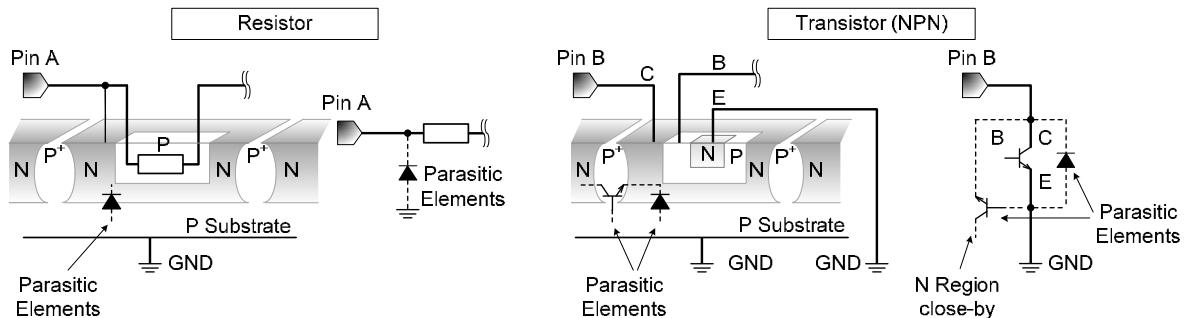 Resistor
Pin A
N
P+
N
P
N
P+
N
P Substrate
GND
Parasitic
Elements
Pin A
Parasitic
Elements
Transistor (NPN)
Pin B
C
B
E
N
P+
N
N
P
N
P+
N
P Substrate
GND
GND
Parasitic
Elements
Pin B
B
C
E
Parasitic
Elements
GND
N Region
close-by